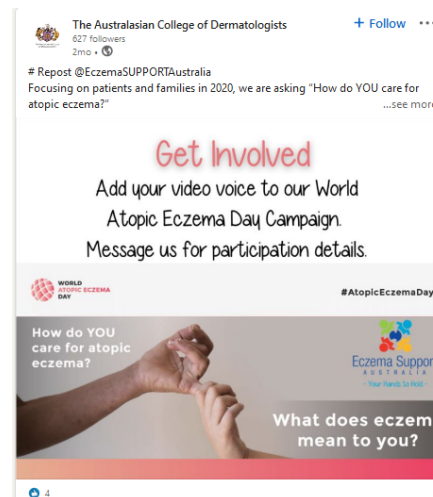 The Australasian College of Dermatologists
627 followers
2mo •
+ Follow ...
# Repost @EczemaSUPPORTAustralia
Focusing on patients and families in 2020, we are asking "How do YOU care for
atopic eczema?" ...see more
Get Involved
Add your video voice to our World
Atopic Eczema Day Campaign.
Message us for participation details.
WORLD
ATOPIC ECZEMA
DAY
#AtopicEczemaDay
How do YOU
care for atopic
eczema?
Eczema Suppor
AUSTRALIA
- Your Hands To Hold -
What does eczem
mean to you?
4